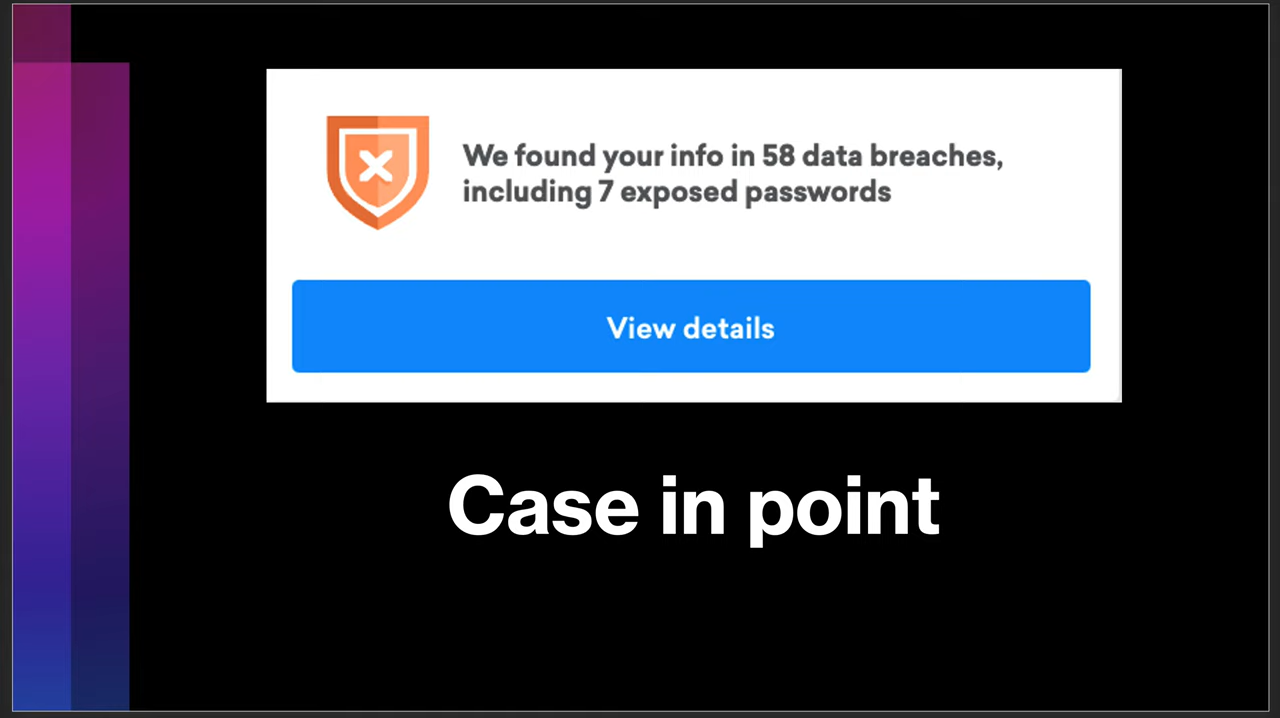 We found your info in 58 data breaches,
including 7 exposed passwords
View details
Case in point